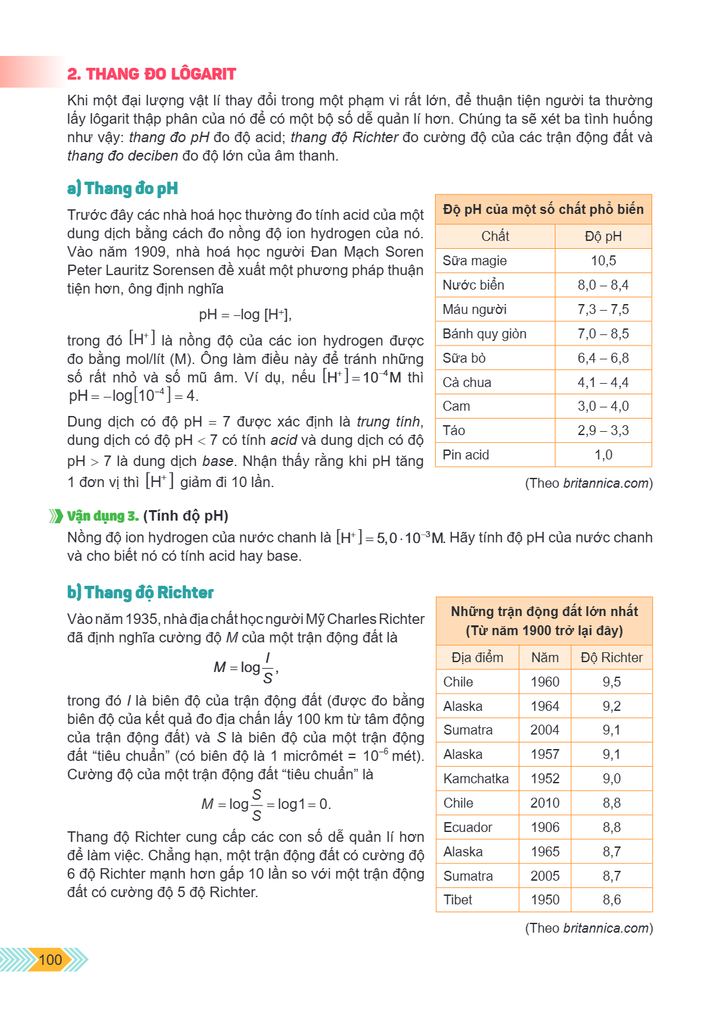 2. THANG ĐO LÔGARIT
Khi một đại lượng vật lí thay đổi trong một phạm vi rất lớn, để thuận tiện người ta thường
lấy lôgarit thập phân của nó để có một bộ số dễ quản lí hơn. Chúng ta sẽ xét ba tình huống
như vậy: thang đo pH đo độ acid; thang độ Richter đo cường độ của các trận động đất và
thang đo deciben đo độ lớn của âm thanh.
a) Thang đo pH
Trước đây các nhà hoá học thường đo tính acid của một
dung dịch bằng cách đo nồng độ ion hydrogen của nó.
Vào năm 1909, nhà hoá học người Đan Mạch Soren
Peter Lauritz Sorensen đề xuất một phương pháp thuận
tiện hơn, ông định nghĩa
pH = –log [H⁺],
trong đó [H⁺] là nồng độ của các ion hydrogen được
đo bằng mol/lít (M). Ông làm điều này để tránh những
số rất nhỏ và số mũ âm. Ví dụ, nếu [H⁺] = 10⁻⁴M thì
pH = –log[10⁻⁴] = 4.
Dung dịch có độ pH = 7 được xác định là trung tính,
dung dịch có độ pH < 7 có tính acid và dung dịch có độ
pH > 7 là dung dịch base. Nhận thấy rằng khi pH tăng
1 đơn vị thì [H⁺] giảm đi 10 lần.
Độ pH của một số chất phổ biến
Chất Độ pH
Sữa magie 10,5
Nước biển 8,0 – 8,4
Máu người 7,3 – 7,5
Bánh quy giòn 7,0 – 8,5
Sữa bò 6,4 – 6,8
Cà chua 4,1 – 4,4
Cam 3,0 – 4,0
Táo 2,9 – 3,3
Pin acid 1,0
(Theo britannica.com)
Vận dụng 3. (Tính độ pH)
Nồng độ ion hydrogen của nước chanh là [H⁺] = 5,0 · 10⁻³M. Hãy tính độ pH của nước chanh
và cho biết nó có tính acid hay base.
b) Thang độ Richter
Vào năm 1935, nhà địa chất học người Mỹ Charles Richter
đã định nghĩa cường độ M của một trận động đất là
M = log I/S,
trong đó I là biên độ của trận động đất (được đo bằng
biên độ của kết quả đo địa chấn lấy 100 km từ tâm động
của trận động đất) và S là biên độ của một trận động
đất “tiêu chuẩn” (có biên độ là 1 micrômét = 10⁻⁶ mét).
Cường độ của một trận động đất “tiêu chuẩn” là
M = log S/S = log1 = 0.
Thang độ Richter cung cấp các con số dễ quản lí hơn
để làm việc. Chẳng hạn, một trận động đất có cường độ
6 độ Richter mạnh hơn gấp 10 lần so với một trận động
đất có cường độ 5 độ Richter.
Những trận động đất lớn nhất
(Từ năm 1900 trở lại đây)
Địa điểm Năm Độ Richter
Chile 1960 9,5
Alaska 1964 9,2
Sumatra 2004 9,1
Alaska 1957 9,1
Kamchatka 1952 9,0
Chile 2010 8,8
Ecuador 1906 8,8
Alaska 1965 8,7
Sumatra 2005 8,7
Tibet 1950 8,6
(Theo britannica.com)
100